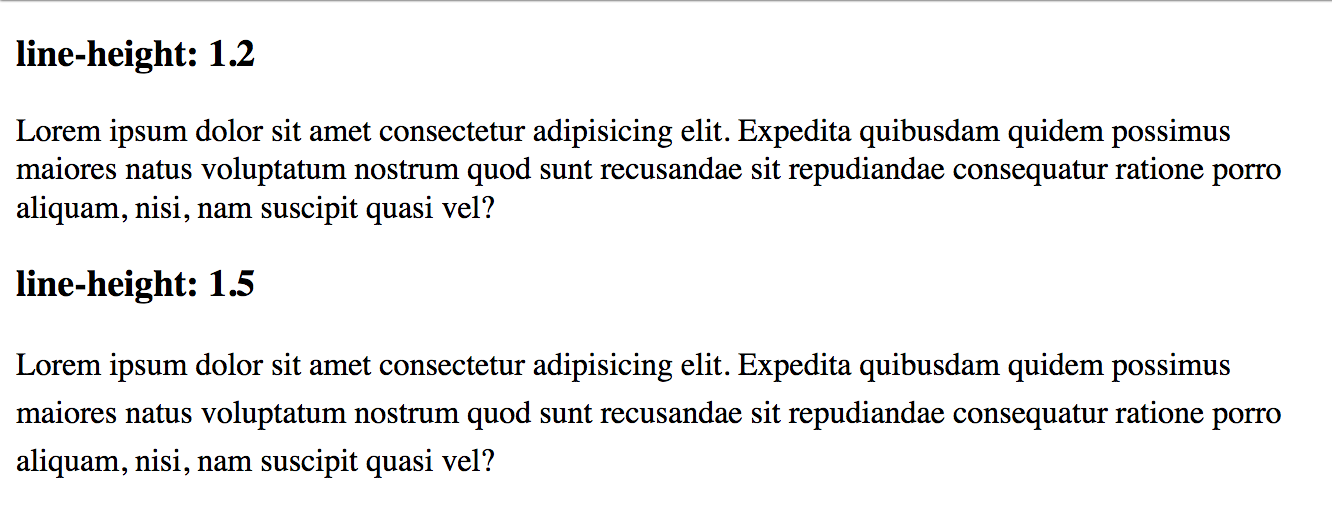 line-height: 1.2
Lorem ipsum dolor sit amet consectetur adipisicing elit. Expedita quibusdam quidem possimus
maiores natus voluptatum nostrum quod sunt recusandae sit repudiandae consequatur ratione porro
aliquam, nisi, nam suscipit quasi vel?
line-height: 1.5
Lorem ipsum dolor sit amet consectetur adipisicing elit. Expedita quibusdam quidem possimus
maiores natus voluptatum nostrum quod sunt recusandae sit repudiandae consequatur ratione porro
aliquam, nisi, nam suscipit quasi vel?